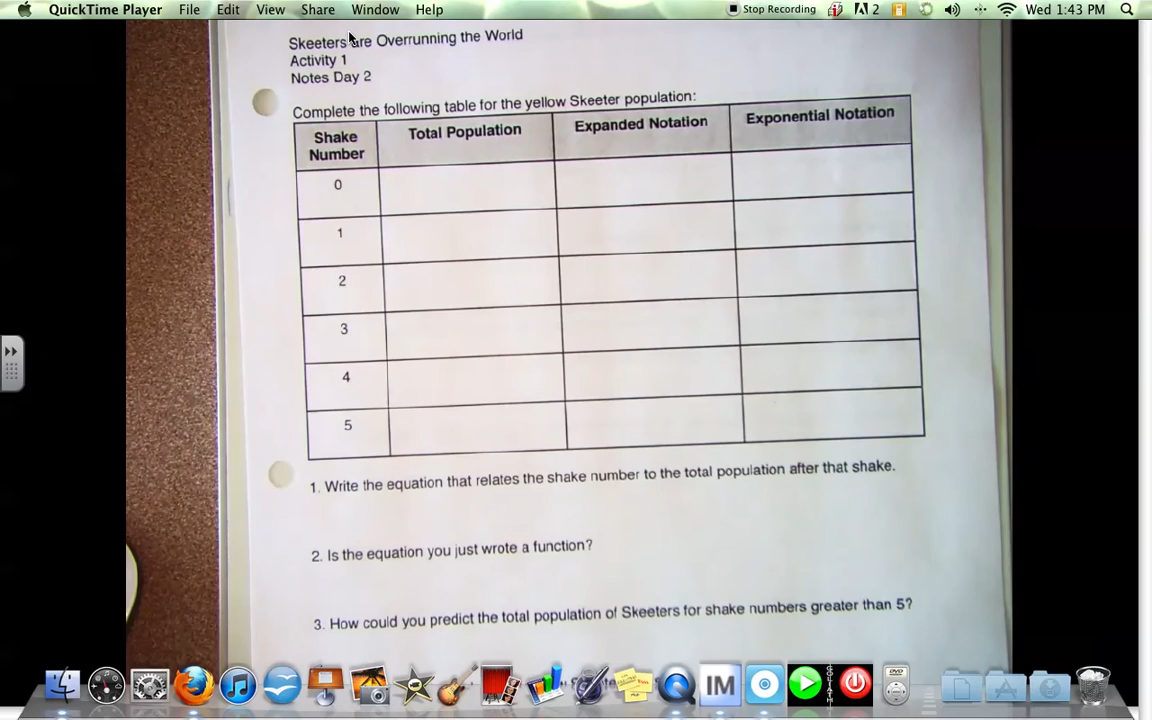 QuickTime Player File Edit View Share Window Help Stop Recording 2 Wed 1:43 PM
Skeeters are Overrunning the World
Activity 1
Notes Day 2
Complete the following table for the yellow Skeeter population:
Shake Number Total Population Expanded Notation Exponential Notation
0
1
2
3
4
5
1. Write the equation that relates the shake number to the total population after that shake.
2. Is the equation you just wrote a function?
3. How could you predict the total population of Skeeters for shake numbers greater than 5?
IM